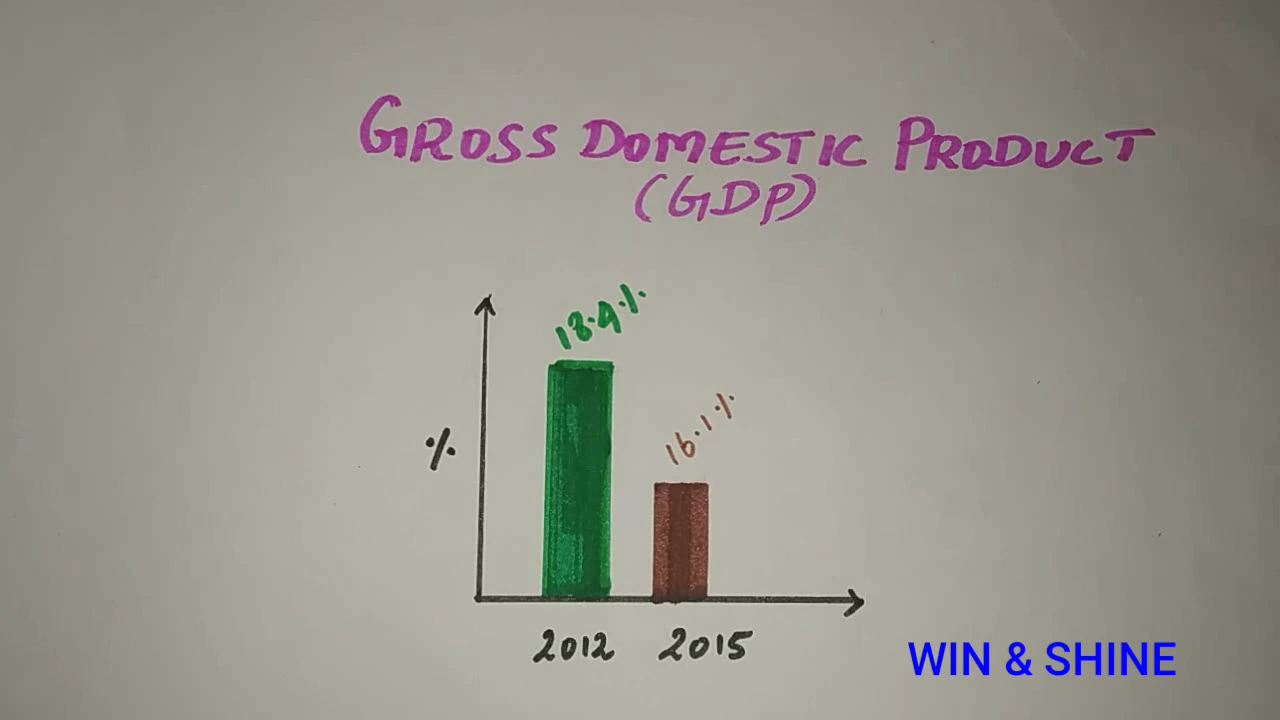 GROSS DOMESTIC PRODUCT
(GDP)
18.4%
16.1%
%
2012 2015
WIN & SHINE